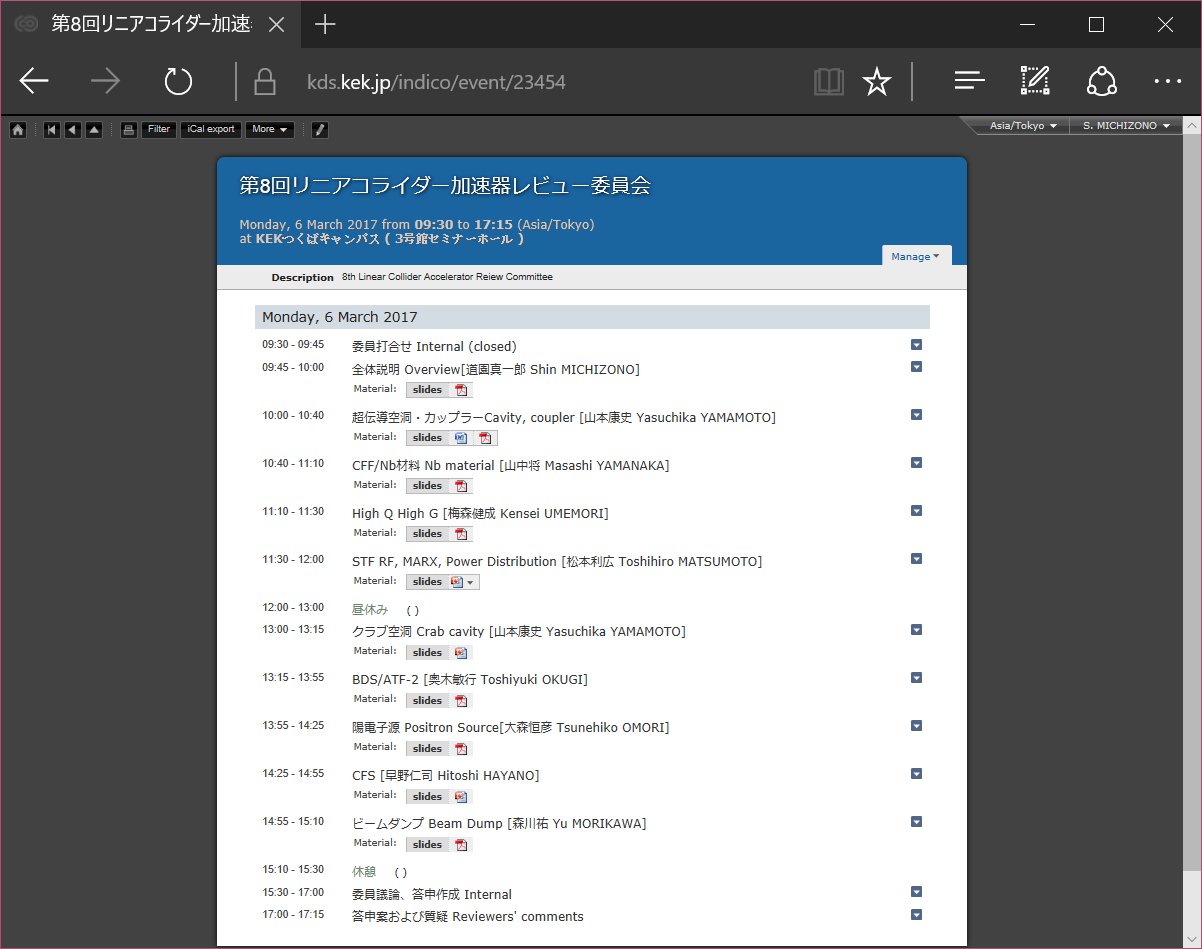 第8回リニアコライダー加速
kds.kek.jp/indico/event/23454
Filter iCal export More Asia/Tokyo S. MICHIZONO
第8回リニアコライダー加速器レビュー委員会
Monday, 6 March 2017 from 09:30 to 17:15 (Asia/Tokyo)
at KEKつくばキャンパス ( 3号館セミナーホール )
Manage
Description 8th Linear Collider Accelerator Reiew Committee
Monday, 6 March 2017
09:30 - 09:45 委員打合せ Internal (closed)
09:45 - 10:00 全体説明 Overview[道園真一郎 Shin MICHIZONO]
Material: slides
10:00 - 10:40 超伝導空洞・カップラーCavity, coupler [山本康史 Yasuchika YAMAMOTO]
Material: slides
10:40 - 11:10 CFF/Nb材料 Nb material [山中将 Masashi YAMANAKA]
Material: slides
11:10 - 11:30 High Q High G [梅森健成 Kensei UMEMORI]
Material: slides
11:30 - 12:00 STF RF, MARX, Power Distribution [松本利広 Toshihiro MATSUMOTO]
Material: slides
12:00 - 13:00 昼休み ( )
13:00 - 13:15 クラブ空洞 Crab cavity [山本康史 Yasuchika YAMAMOTO]
Material: slides
13:15 - 13:55 BDS/ATF-2 [奥木敏行 Toshiyuki OKUGI]
Material: slides
13:55 - 14:25 陽電子源 Positron Source[大森恒彦 Tsunehiko OMORI]
Material: slides
14:25 - 14:55 CFS [早野仁司 Hitoshi HAYANO]
Material: slides
14:55 - 15:10 ビームダンプ Beam Dump [森川祐 Yu MORIKAWA]
Material: slides
15:10 - 15:30 休憩 ( )
15:30 - 17:00 委員議論、答申作成 Internal
17:00 - 17:15 答申案および質疑 Reviewers' comments